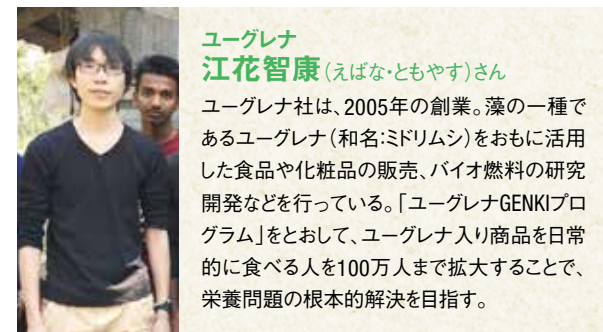 ユーグレナ
江花智康(えばな・ともやす)さん
ユーグレナ社は、2005年の創業。藻の一種で
あるユーグレナ(和名:ミドリムシ)をおもに活用
した食品や化粧品の販売、バイオ燃料の研究
開発などを行っている。「ユーグレナGENKIプロ
グラム」をとおして、ユーグレナ入り商品を日常
的に食べる人を100万人まで拡大することで、
栄養問題の根本的解決を目指す。